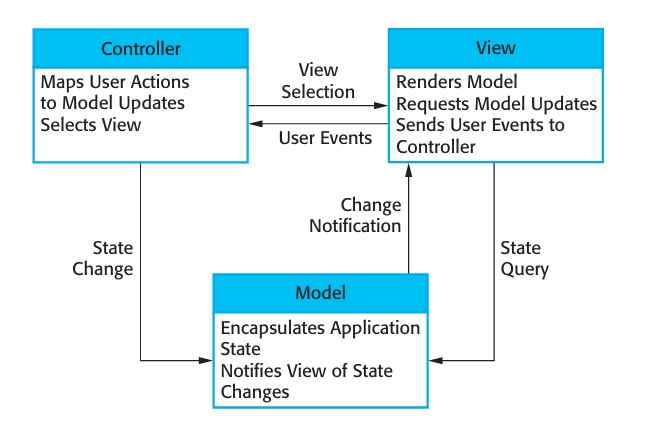 Controller
Maps User Actions
to Model Updates
Selects View
View
Selection
User Events
View
Renders Model
Requests Model Updates
Sends User Events to
Controller
State
Change
Change
Notification
State
Query
Model
Encapsulates Application
State
Notifies View of State
Changes